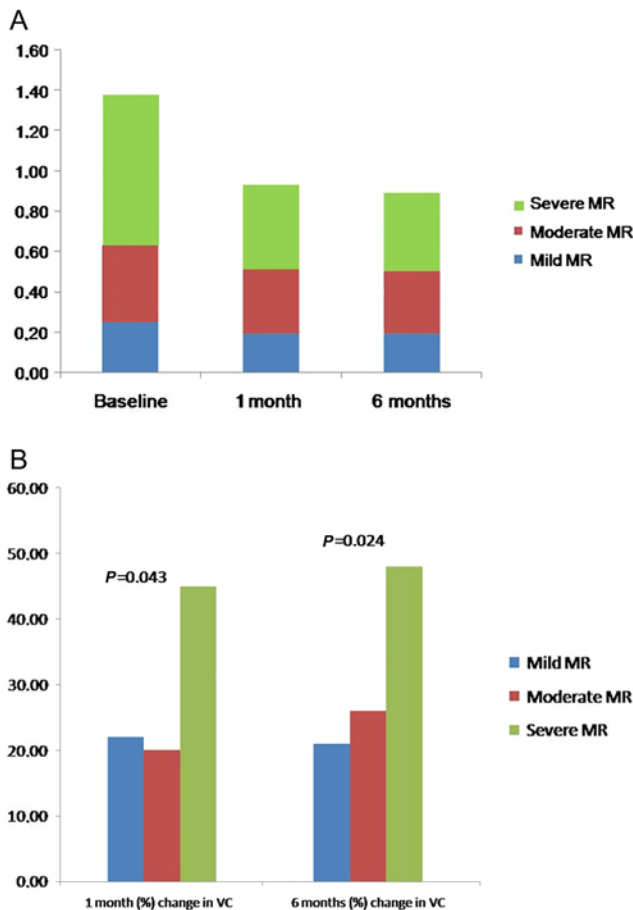 A
1.60
1.40
1.20
1.00
0.80
0.60
0.40
0.20
0.00
Baseline 1 month 6 months
Severe MR
Moderate MR
Mild MR
B
60.00
50.00
40.00
30.00
20.00
10.00
0.00
P=0.043
P=0.024
1 month (%) change in VC 6 months (%) change in VC
Mild MR
Moderate MR
Severe MR